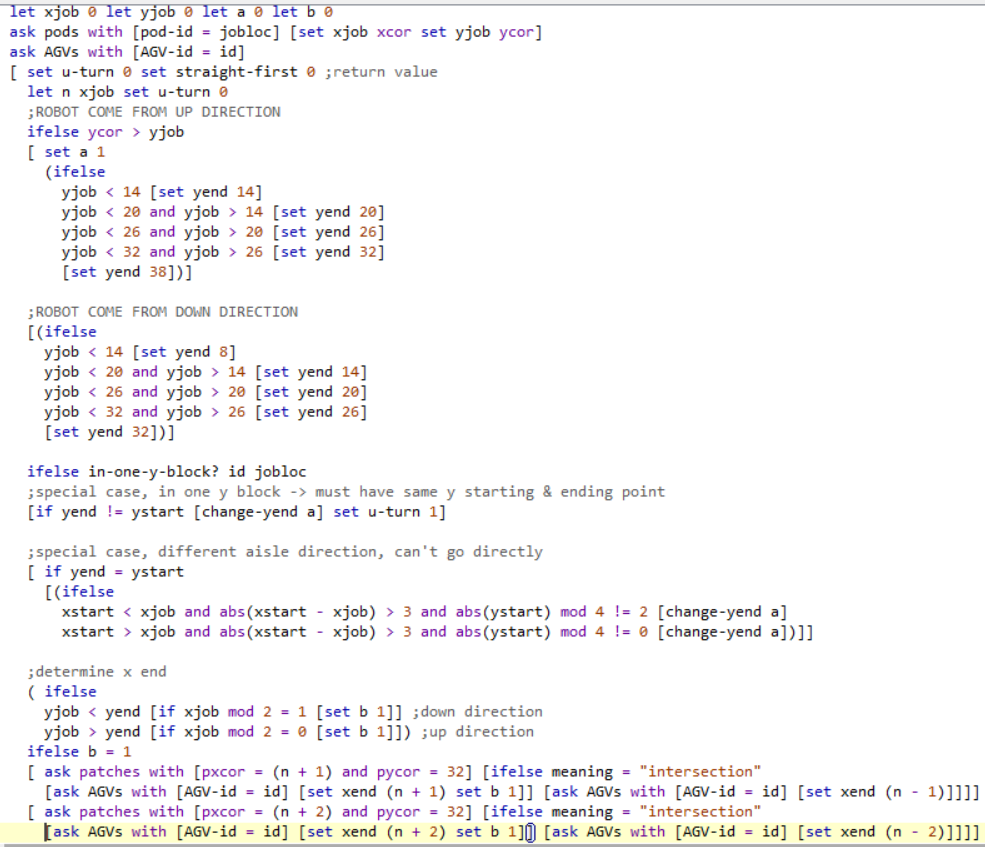 let xjob 0 let yjob 0 let a 0 let b 0
ask pods with [pod-id = jobloc] [set xjob xcor set yjob ycor]
ask AGVs with [AGV-id = id]
[ set u-turn 0 set straight-first 0 ;return value
let n xjob set u-turn 0
;ROBOT COME FROM UP DIRECTION
ifelse ycor > yjob
[ set a 1
(ifelse
yjob < 14 [set yend 14]
yjob < 20 and yjob > 14 [set yend 20]
yjob < 26 and yjob > 20 [set yend 26]
yjob < 32 and yjob > 26 [set yend 32]
[set yend 38])]
;ROBOT COME FROM DOWN DIRECTION
[(ifelse
yjob < 14 [set yend 8]
yjob < 20 and yjob > 14 [set yend 14]
yjob < 26 and yjob > 20 [set yend 20]
yjob < 32 and yjob > 26 [set yend 26]
[set yend 32])]
ifelse in-one-y-block? id jobloc
;special case, in one y block -> must have same y starting & ending point
[if yend != ystart [change-yend a] set u-turn 1]
;special case, different aisle direction, can't go directly
[ if yend = ystart
[(ifelse
xstart < xjob and abs(xstart - xjob) > 3 and abs(ystart) mod 4 != 2 [change-yend a]
xstart > xjob and abs(xstart - xjob) > 3 and abs(ystart) mod 4 != 0 [change-yend a])]]
;determine x end
( ifelse
yjob < yend [if xjob mod 2 = 1 [set b 1]] ;down direction
yjob > yend [if xjob mod 2 = 0 [set b 1]]) ;up direction
ifelse b = 1
[ ask patches with [pxcor = (n + 1) and pycor = 32] [ifelse meaning = "intersection"
[ask AGVs with [AGV-id = id] [set xend (n + 1) set b 1]] [ask AGVs with [AGV-id = id] [set xend (n - 1)]]]]
[ ask patches with [pxcor = (n + 2) and pycor = 32] [ifelse meaning = "intersection"
[ask AGVs with [AGV-id = id] [set xend (n + 2) set b 1]] [ask AGVs with [AGV-id = id] [set xend (n - 2)]]]]